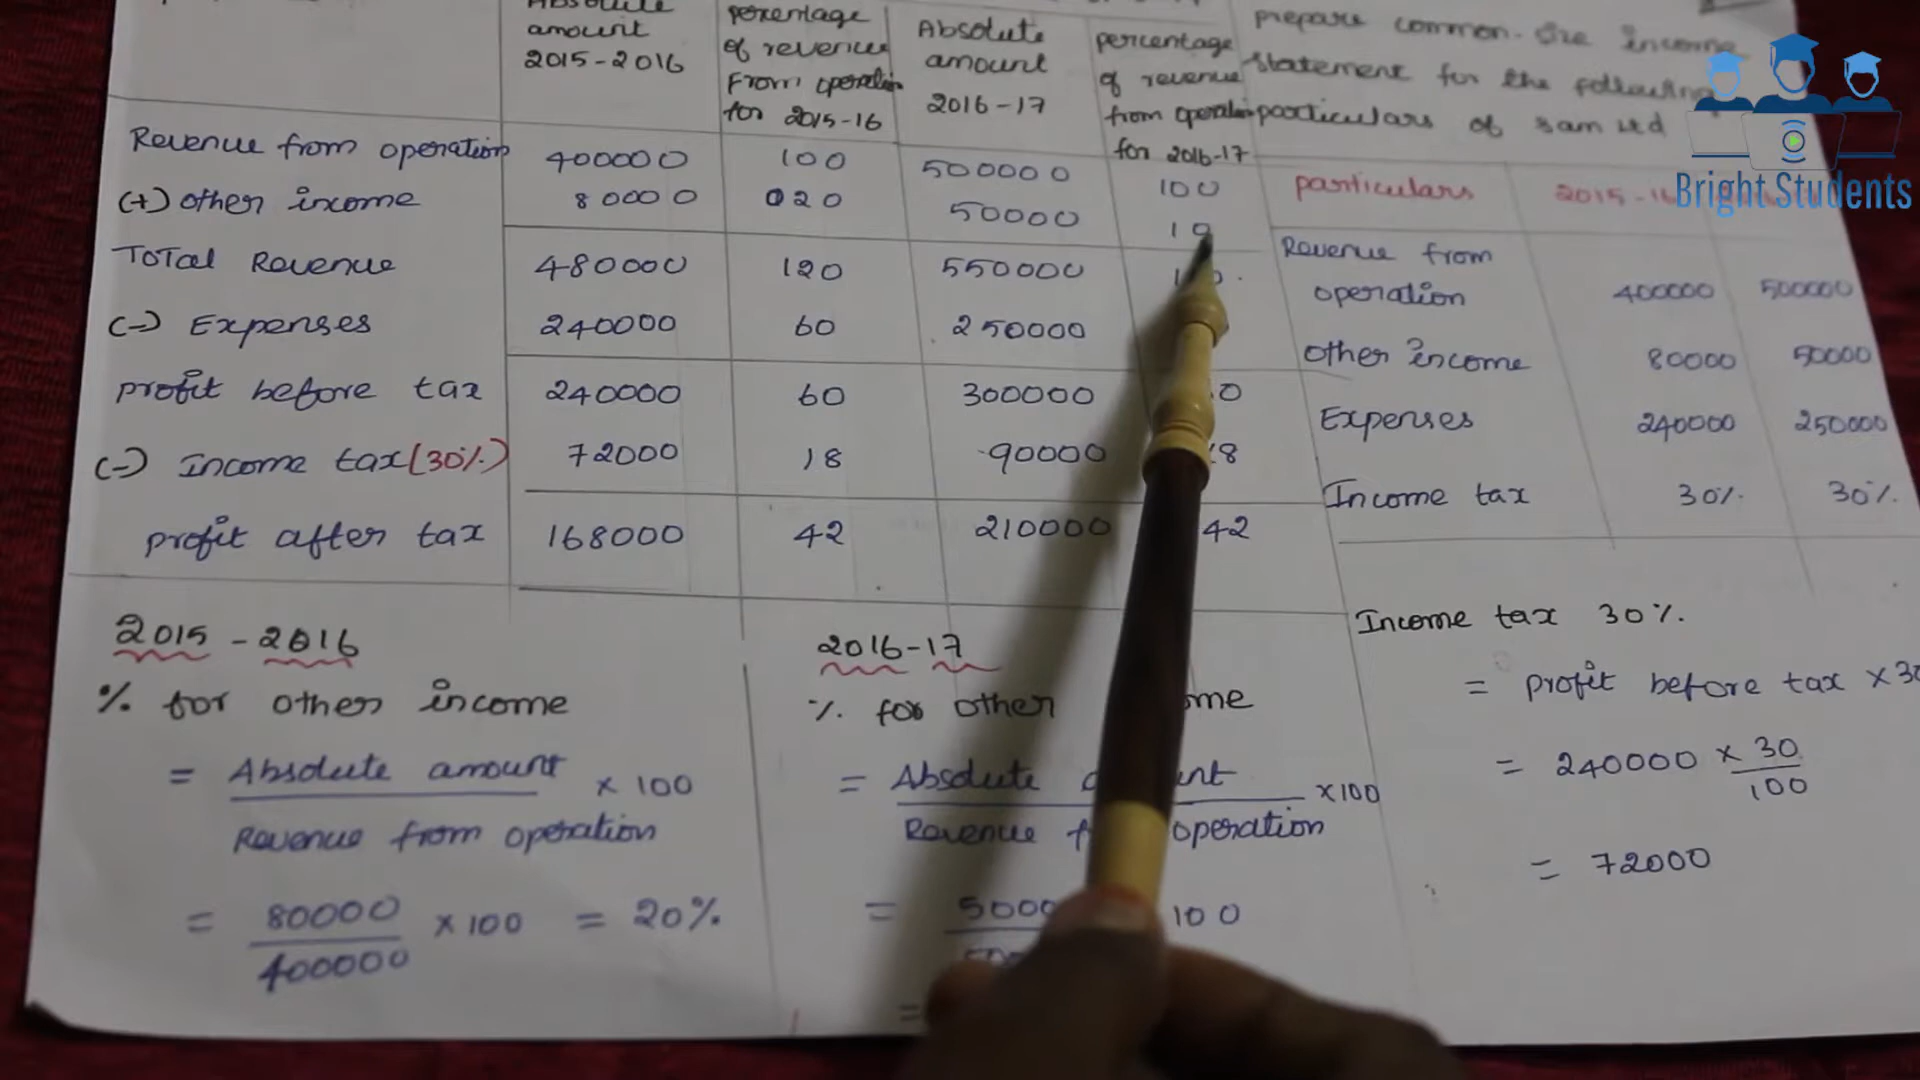 Absolute
amount
2015-2016
percentage
of revenue
From operation
for 2015-16
Absolute
amount
2016-17
percentage
of revenue
from operation
for 2016-17
Revenue from operation 400000 100 500000 100
(+) other income 80000 020 50000 10
Total Revenue 480000 120 550000
(-) Expenses 240000 60 250000
profit before tax 240000 60 300000
(-) Income tax (30%) 72000 18 90000
profit after tax 168000 42 210000 42
prepare common-size income
statement for the following
particulars of sam ltd
particulars 2015-16
Revenue from
operation 400000 500000
other income 80000 50000
Expenses 240000 250000
Income tax 30% 30%
2015 - 2016
% for other income
= Absolute amount × 100
Revenue from operation
= 80000 × 100 = 20%
400000
2016-17
% for other
= Absolute × 100
Revenue operation
= 100
=
Income tax 30%.
= profit before tax × 30
= 240000 × 30
100
= 72000
Bright Students